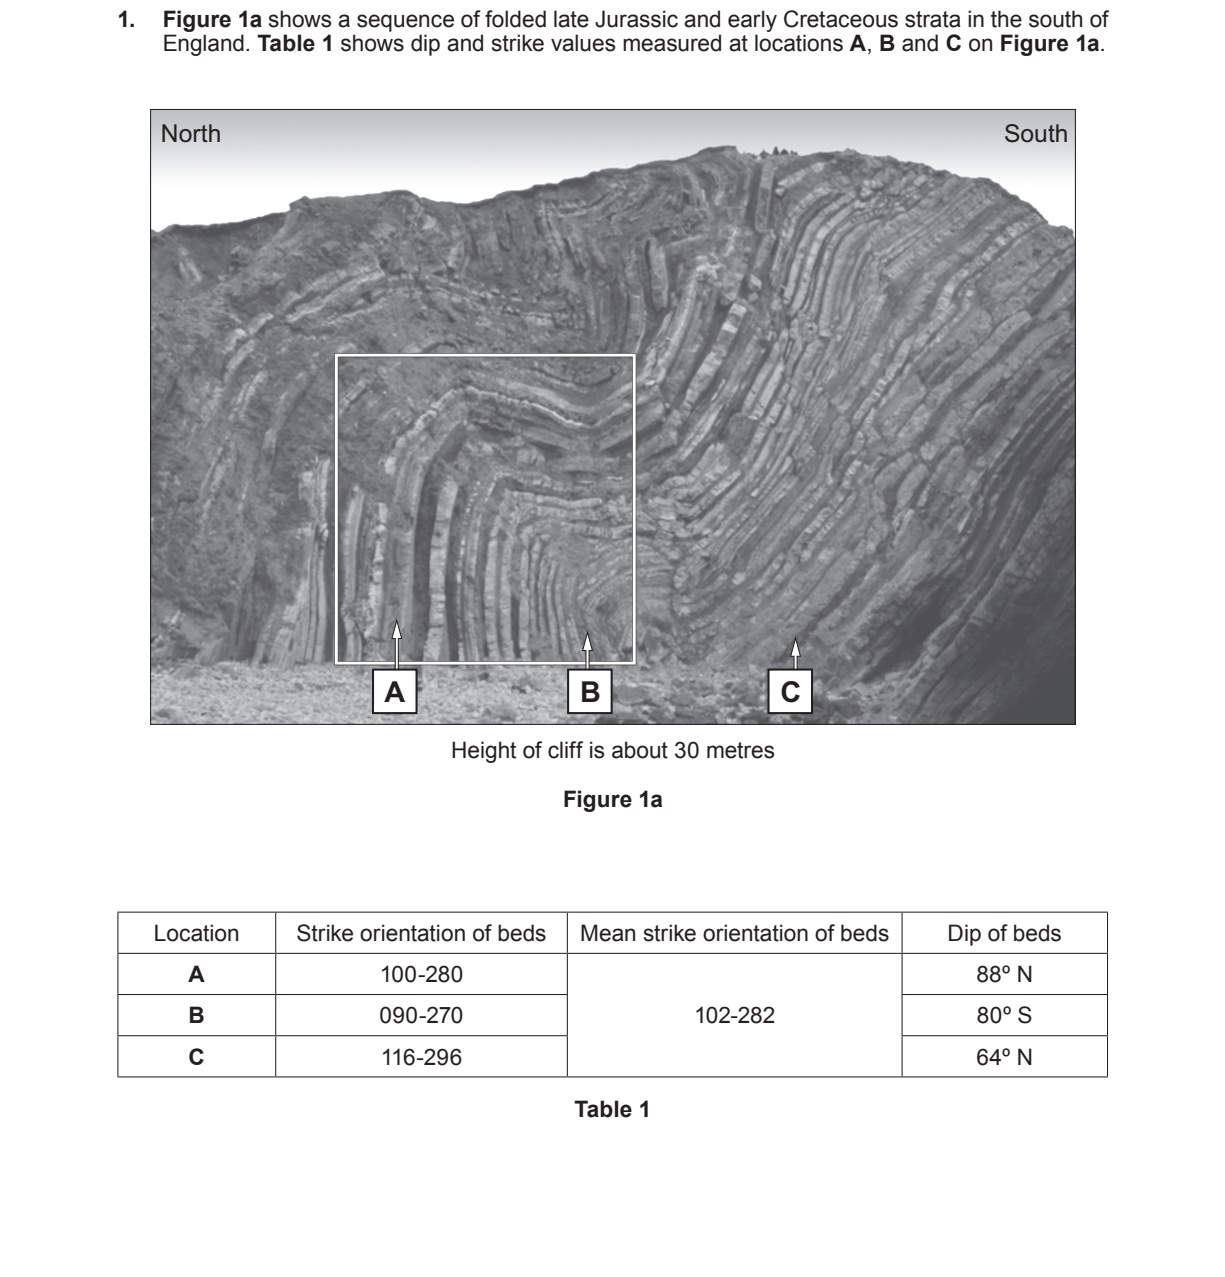 1. Figure 1a shows a sequence of folded late Jurassic and early Cretaceous strata in the south of
England. Table 1 shows dip and strike values measured at locations A, B and C on Figure 1a.
North South
A B C
Height of cliff is about 30 metres
Figure 1a
Location Strike orientation of beds Mean strike orientation of beds Dip of beds
A 100-280 88º N
B 090-270 102-282 80º S
C 116-296 64º N
Table 1